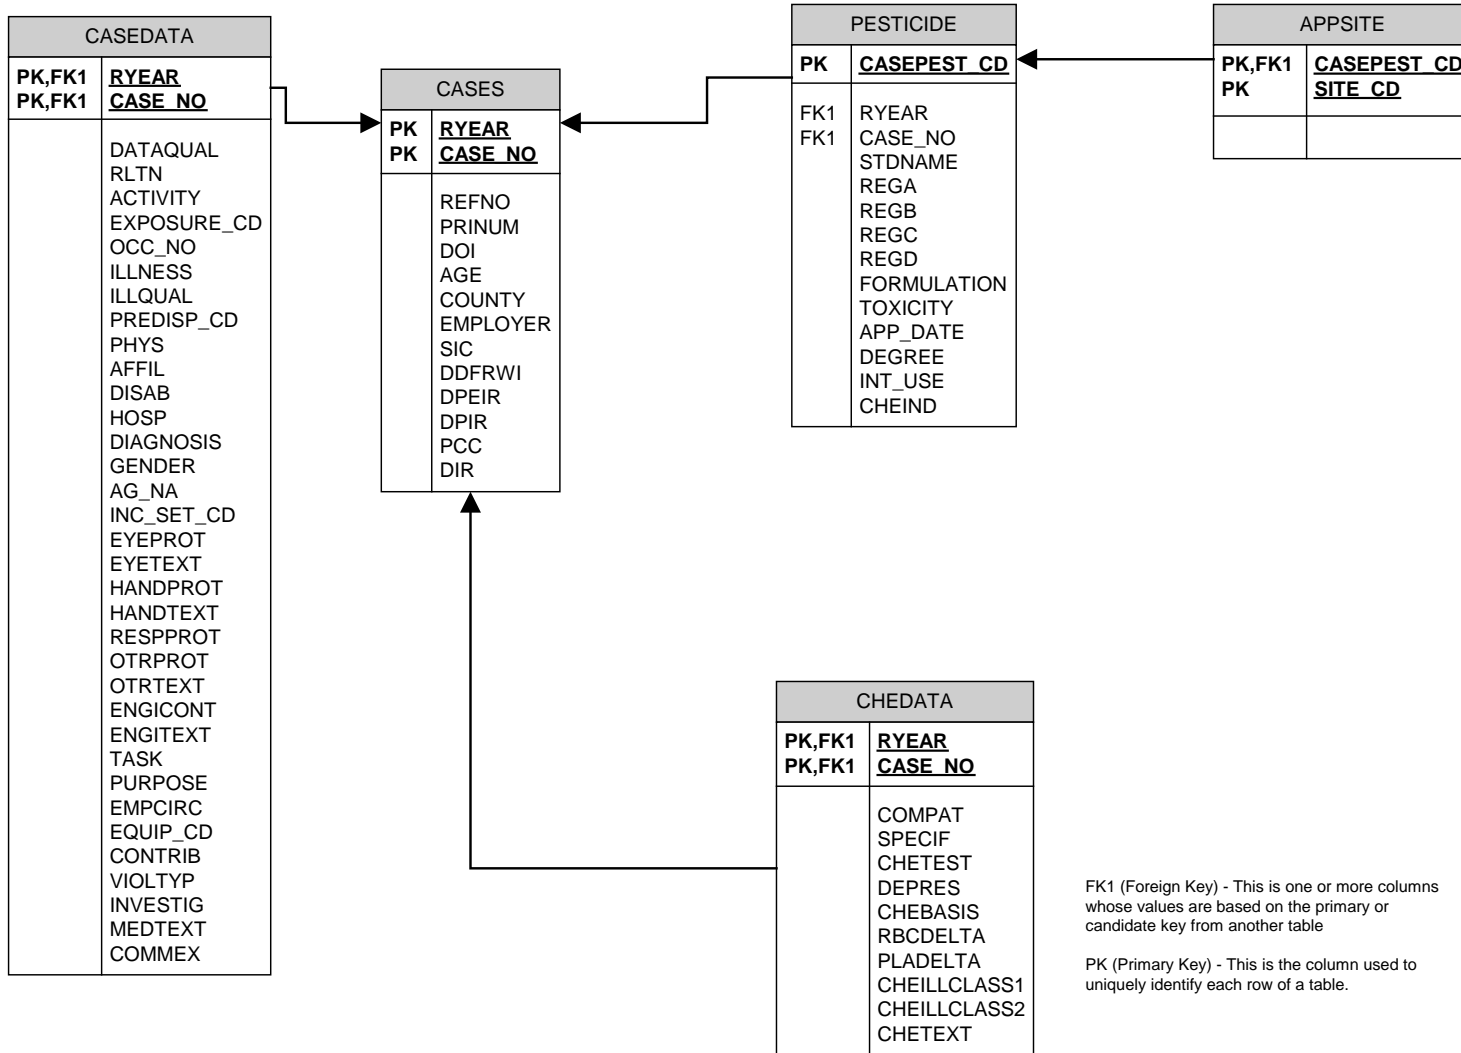 CASEDATA
PK,FK1 RYEAR
PK,FK1 CASE_NO
DATAQUAL
RLTN
ACTIVITY
EXPOSURE_CD
OCC_NO
ILLNESS
ILLQUAL
PREDISP_CD
PHYS
AFFIL
DISAB
HOSP
DIAGNOSIS
GENDER
AG_NA
INC_SET_CD
EYEPROT
EYETEXT
HANDPROT
HANDTEXT
RESPPROT
OTRPROT
OTRTEXT
ENGICONT
ENGITEXT
TASK
PURPOSE
EMPCIRC
EQUIP_CD
CONTRIB
VIOLTYP
INVESTIG
MEDTEXT
COMMEX
CASES
PK RYEAR
PK CASE_NO
REFNO
PRINUM
DOI
AGE
COUNTY
EMPLOYER
SIC
DDFRWI
DPEIR
DPIR
PCC
DIR
PESTICIDE
PK CASEPEST_CD
FK1 RYEAR
FK1 CASE_NO
STDNAME
REGA
REGB
REGC
REGD
FORMULATION
TOXICITY
APP_DATE
DEGREE
INT_USE
CHEIND
APPSITE
PK,FK1 CASEPEST_CD
PK SITE_CD
CHEDATA
PK,FK1 RYEAR
PK,FK1 CASE_NO
COMPAT
SPECIF
CHETEST
DEPRES
CHEBASIS
RBCDELTA
PLADELTA
CHEILLCLASS1
CHEILLCLASS2
CHETEXT
FK1 (Foreign Key) - This is one or more columns
whose values are based on the primary or
candidate key from another table
PK (Primary Key) - This is the column used to
uniquely identify each row of a table.